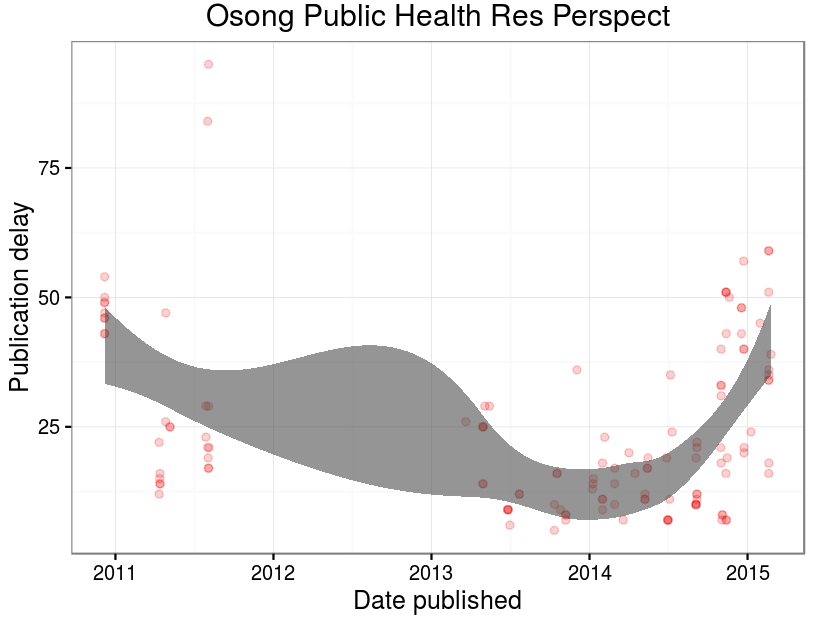 Osong Public Health Res Perspect
Publication delay
75
50
25
2011 2012 2013 2014 2015
Date published